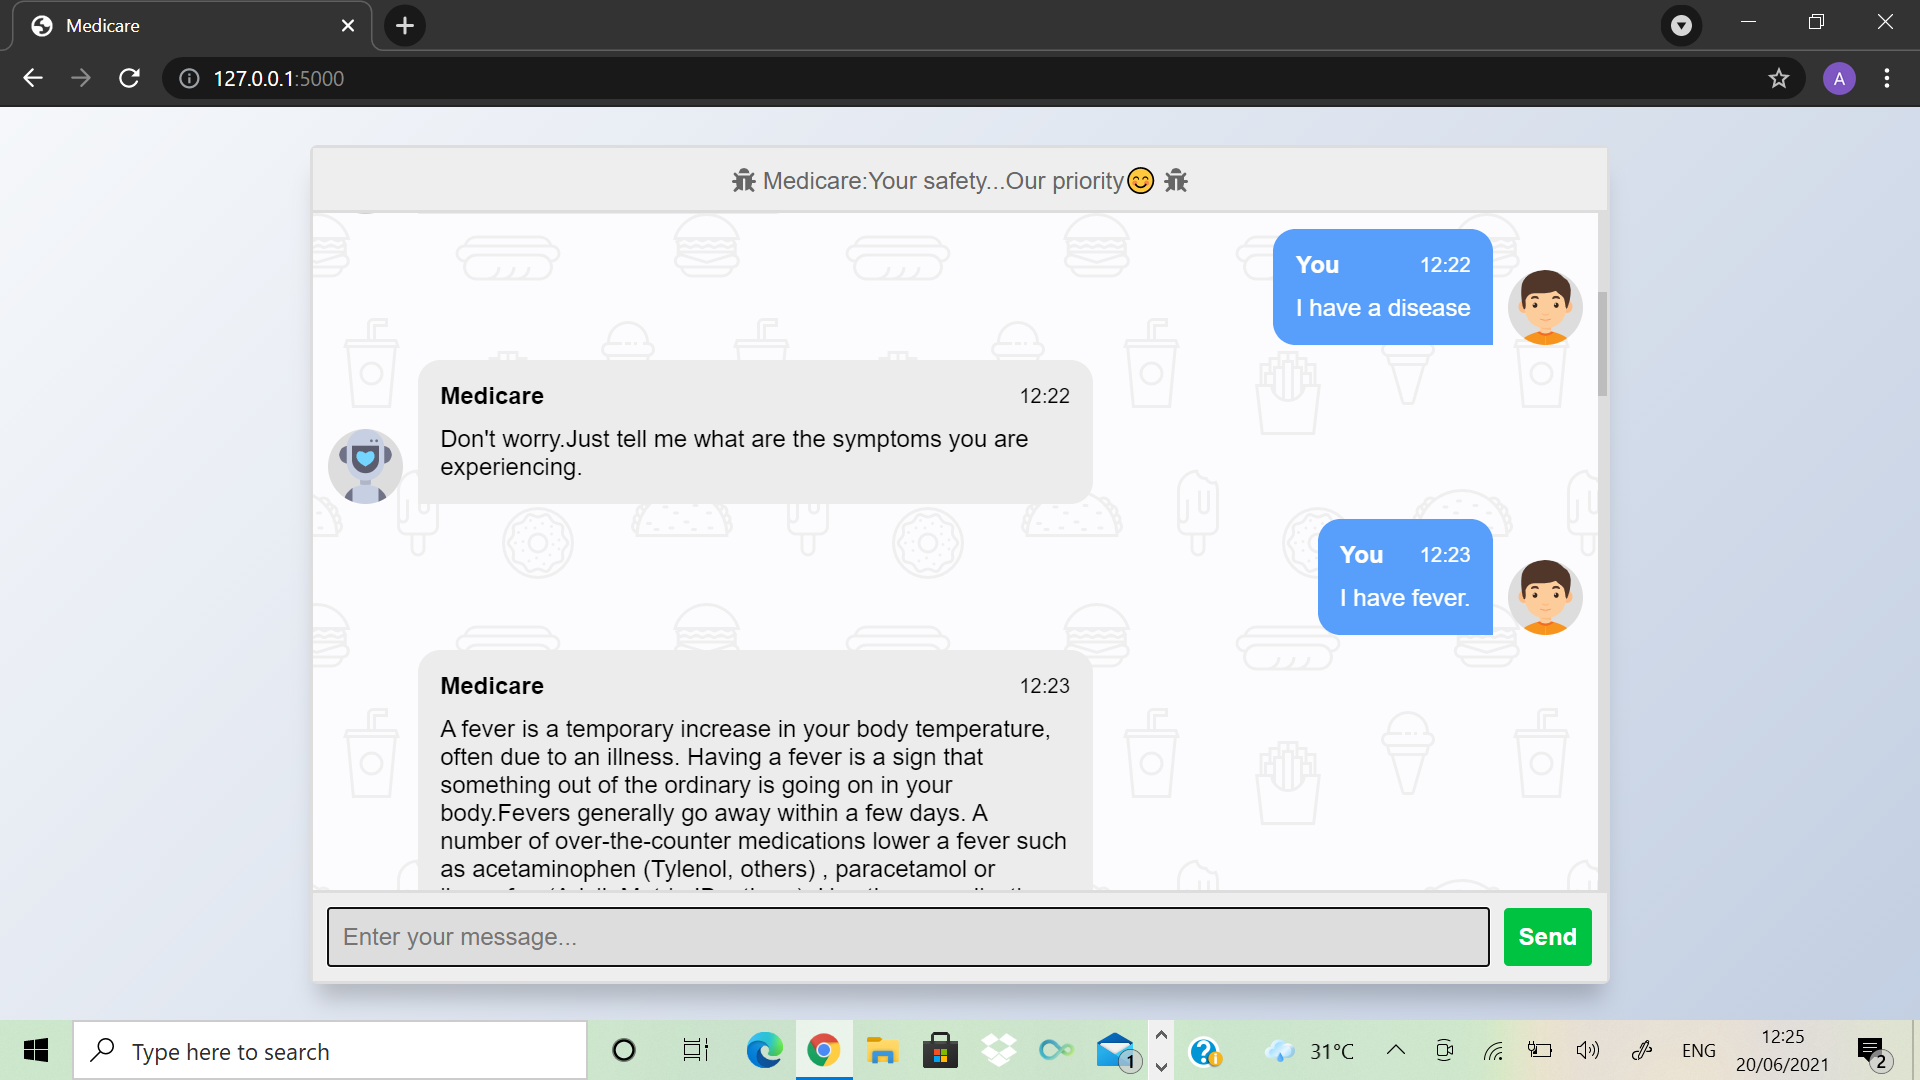 Medicare
127.0.0.1:5000
A
Medicare:Your safety...Our priority😊
You 12:22
I have a disease
Medicare 12:22
Don't worry.Just tell me what are the symptoms you are
experiencing.
You 12:23
I have fever.
Medicare 12:23
A fever is a temporary increase in your body temperature,
often due to an illness. Having a fever is a sign that
something out of the ordinary is going on in your
body.Fevers generally go away within a few days. A
number of over-the-counter medications lower a fever such
as acetaminophen (Tylenol, others) , paracetamol or
Enter your message...
Send
Type here to search
1
31°C
ENG
12:25
20/06/2021
2